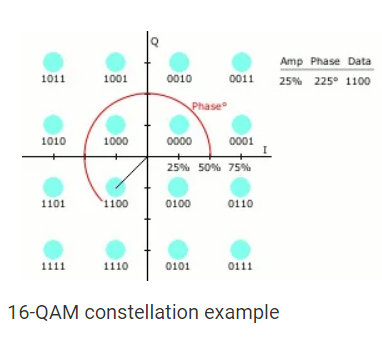 Q
Amp Phase Data
1011 1001 0010 0011
25% 225° 1100
Phase°
1010 1000 0000 0001
I
25% 50% 75%
1101 1100 0100 0110
1111 1110 0101 0111
16-QAM constellation example